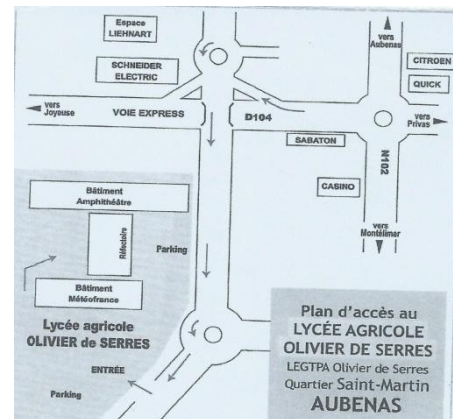 Espace
LIEHNART
SCHNEIDER
ELECTRIC
vers
Aubenas
CITROEN
QUICK
vers
Joyeuse
VOIE EXPRESS
D104
vers
Privas
SABATON
N102
CASINO
vers
Montélimar
Bâtiment
Amphithéâtre
Réfectoire
Parking
Bâtiment
Météofrance
Lycée agricole
OLIVIER de SERRES
ENTRÉE
Parking
Plan d'accès au
LYCÉE AGRICOLE
OLIVIER DE SERRES
LEGTPA Olivier de Serres
Quartier Saint-Martin
AUBENAS